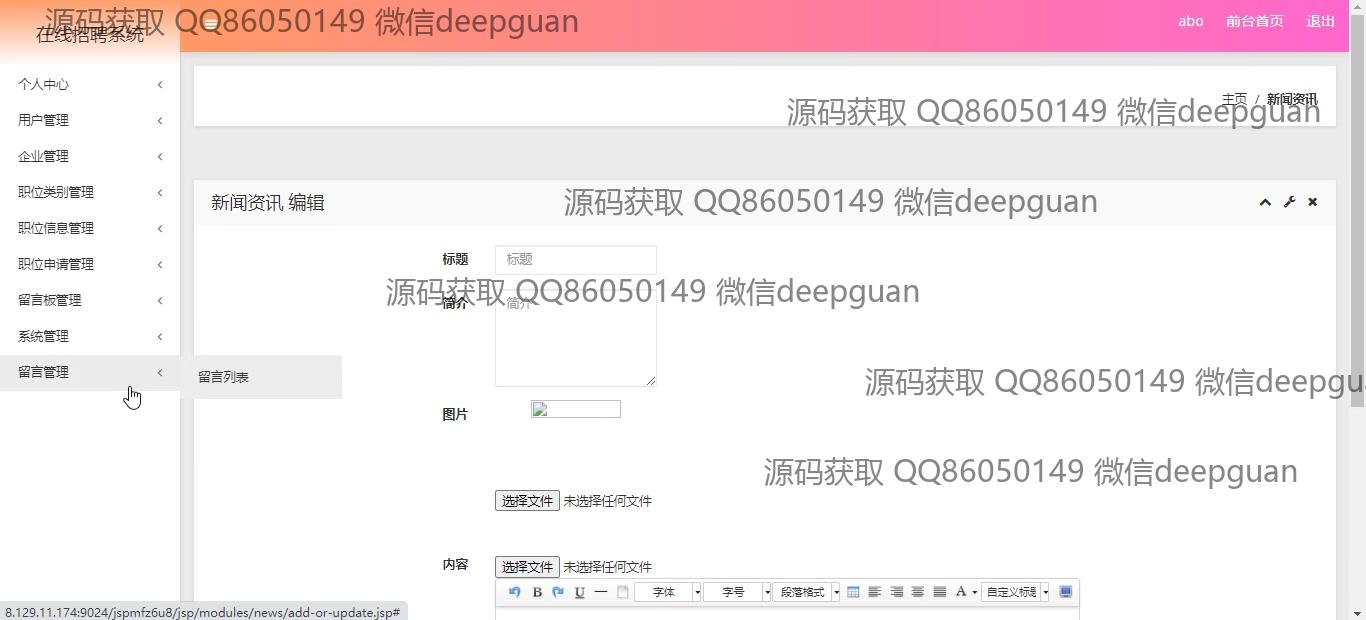 源码获取 QQ86050149 微信deepguan
在线招聘系统
abo 前台首页 退出
个人中心
用户管理
企业管理
职位类别管理
职位信息管理
职位申请管理
留言板管理
系统管理
留言管理
留言列表
主页 / 新闻资讯
源码获取 QQ86050149 微信deepguan
新闻资讯 编辑
源码获取 QQ86050149 微信deepguan
标题 标题
源码获取 QQ86050149 微信deepguan
简介 简介
源码获取 QQ86050149 微信deepgu
图片
源码获取 QQ86050149 微信deepguan
选择文件 未选择任何文件
内容 选择文件 未选择任何文件
B U 字体 字号 段落格式 A 自定义标题
8.129.11.174:9024/jspmfz6u8/jsp/modules/news/add-or-update.jsp#